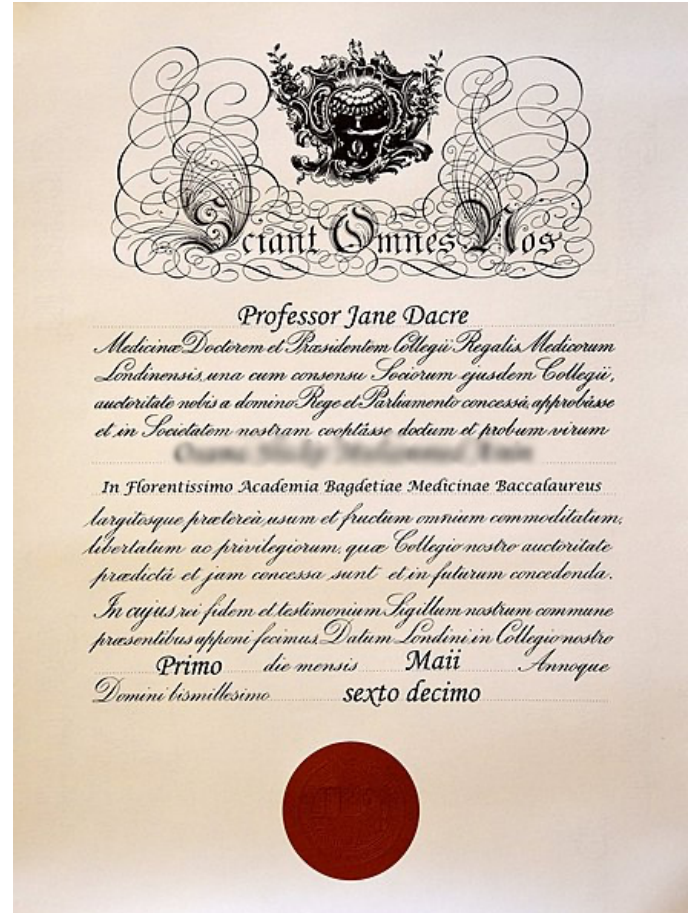 Sciant Omnes Nos
Professor Jane Dacre
Medicinæ Doctorem et Præsidentem Collegii Regalis Medicorum
Londinensis, una cum consensu Sociorum ejusdem Collegii,
auctoritate nobis a domino Rege et Parliamento concessâ, approbâsse
et in Societatem nostram cooptâsse doctum et probum virum
In Florentissimo Academia Bagdetiae Medicinae Baccalaureus
largitosque prætereà usum et fructum omnium commoditatum,
libertatum ac privilegiorum, quæ Collegio nostro auctoritate
prædictâ et jam concessa sunt et in futurum concedenda.
In cujus rei fidem et testimonium Sigillum nostrum commune
præsentibus apponi fecimus Datum Londini in Collegio nostro
Primo die mensis Maii Annoque
Domini bismillesimo sexto decimo